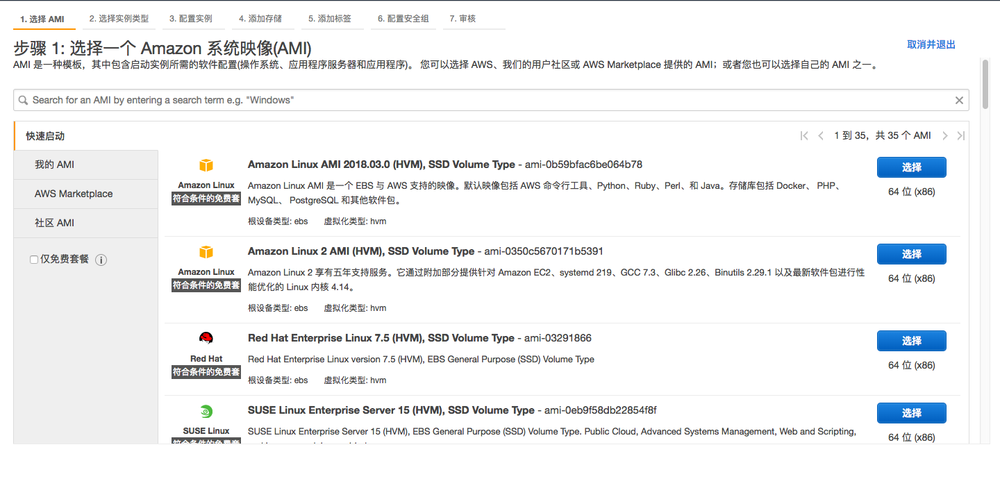 1. 选择 AMI 2. 选择实例类型 3. 配置实例 4. 添加存储 5. 添加标签 6. 配置安全组 7. 审核
步骤 1: 选择一个 Amazon 系统映像(AMI)
取消并退出
AMI 是一种模板，其中包含启动实例所需的软件配置(操作系统、应用程序服务器和应用程序)。 您可以选择 AWS、我们的用户社区或 AWS Marketplace 提供的 AMI；或者您也可以选择自己的 AMI 之一。
Search for an AMI by entering a search term e.g. "Windows"
快速启动
1 到 35，共 35 个 AMI
我的 AMI
AWS Marketplace
社区 AMI
仅免费套餐
Amazon Linux
符合条件的免费套
Amazon Linux AMI 2018.03.0 (HVM), SSD Volume Type - ami-0b59bfac6be064b78
Amazon Linux AMI 是一个 EBS 与 AWS 支持的映像。默认映像包括 AWS 命令行工具、Python、Ruby、Perl、和 Java。存储库包括 Docker、 PHP、
MySQL、 PostgreSQL 和其他软件包。
根设备类型: ebs 虚拟化类型: hvm
选择
64 位 (x86)
Amazon Linux
符合条件的免费套
Amazon Linux 2 AMI (HVM), SSD Volume Type - ami-0350c5670171b5391
Amazon Linux 2 享有五年支持服务。它通过附加部分提供针对 Amazon EC2、systemd 219、GCC 7.3、Glibc 2.26、Binutils 2.29.1 以及最新软件包进行性
能优化的 Linux 内核 4.14。
根设备类型: ebs 虚拟化类型: hvm
选择
64 位 (x86)
Red Hat
符合条件的免费套
Red Hat Enterprise Linux 7.5 (HVM), SSD Volume Type - ami-03291866
Red Hat Enterprise Linux version 7.5 (HVM), EBS General Purpose (SSD) Volume Type
根设备类型: ebs 虚拟化类型: hvm
选择
64 位 (x86)
SUSE Linux
符合条件的免费套
SUSE Linux Enterprise Server 15 (HVM), SSD Volume Type - ami-0eb9f58db22854f8f
SUSE Linux Enterprise Server 15 (HVM), EBS General Purpose (SSD) Volume Type. Public Cloud, Advanced Systems Management, Web and Scripting,
选择
64 位 (x86)